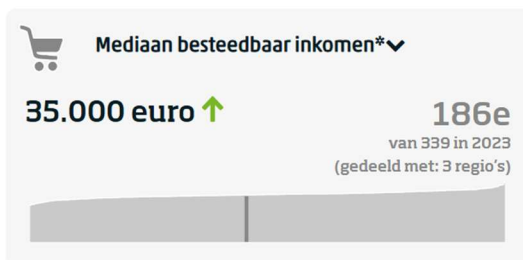 Mediaan besteedbaar inkomen*
35.000 euro
186e
van 339 in 2023
(gedeeld met: 3 regio's)